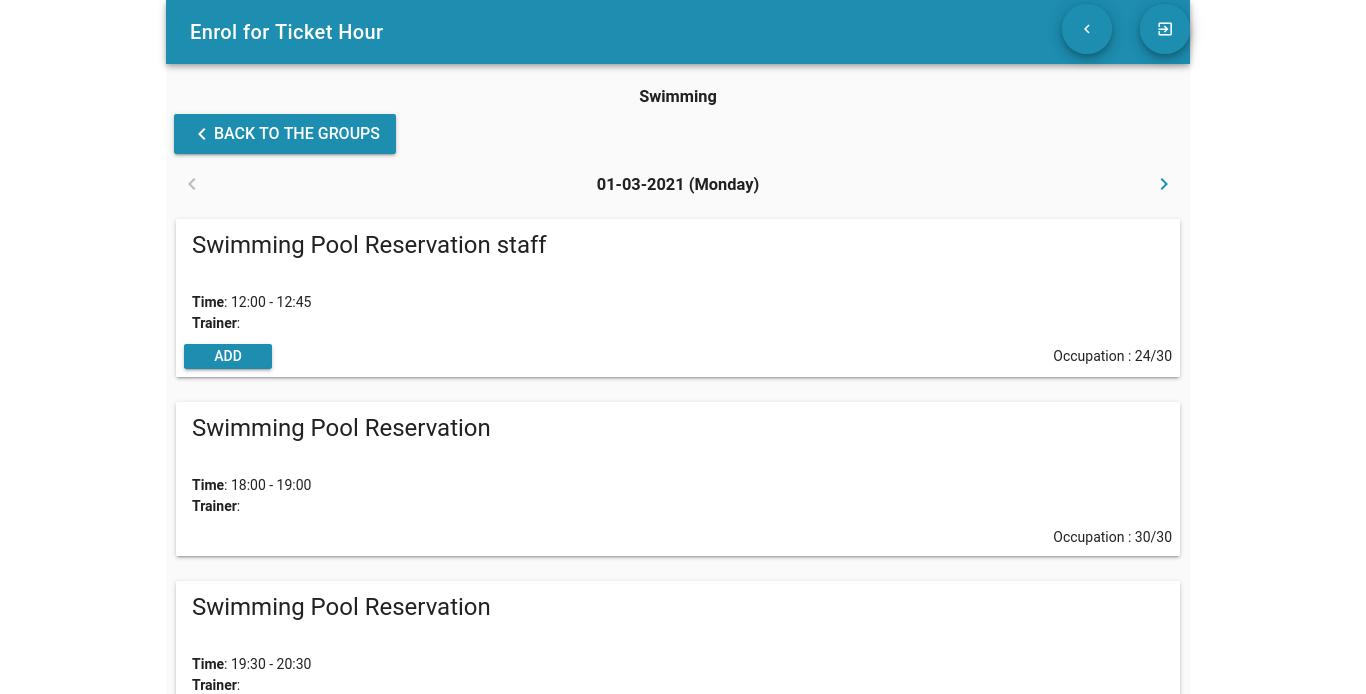 Enrol for Ticket Hour
Swimming
BACK TO THE GROUPS
01-03-2021 (Monday)
Swimming Pool Reservation staff
Time: 12:00 - 12:45
Trainer:
ADD
Occupation : 24/30
Swimming Pool Reservation
Time: 18:00 - 19:00
Trainer:
Occupation : 30/30
Swimming Pool Reservation
Time: 19:30 - 20:30
Trainer: